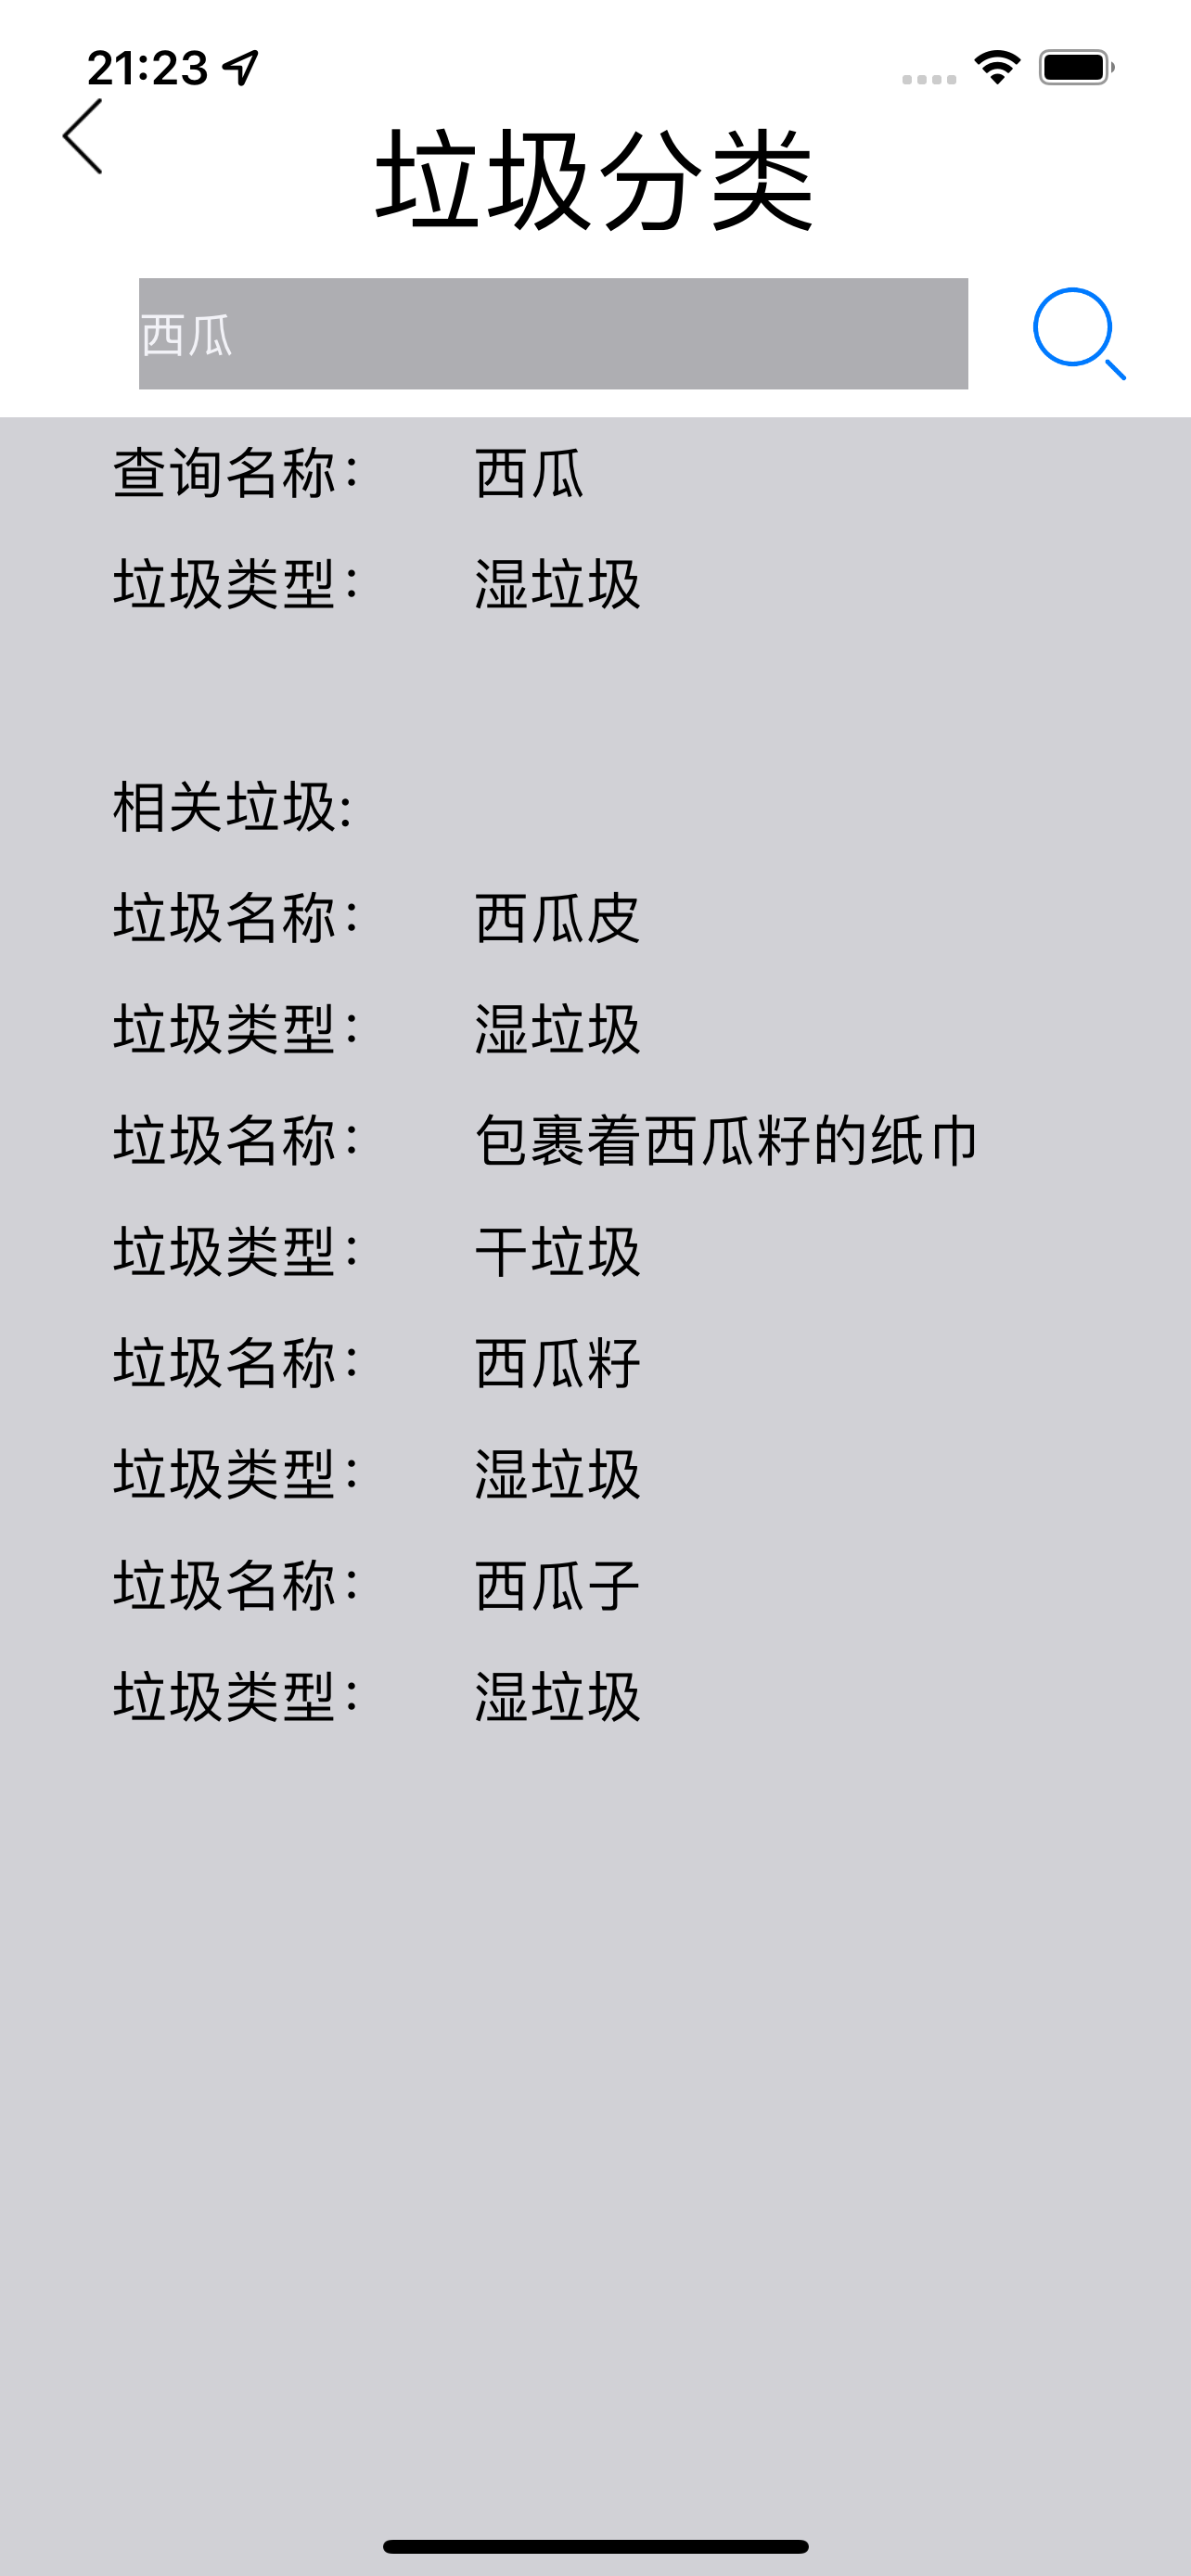 21:23
垃圾分类
西瓜
查询名称： 西瓜
垃圾类型： 湿垃圾
相关垃圾:
垃圾名称： 西瓜皮
垃圾类型： 湿垃圾
垃圾名称： 包裹着西瓜籽的纸巾
垃圾类型： 干垃圾
垃圾名称： 西瓜籽
垃圾类型： 湿垃圾
垃圾名称： 西瓜子
垃圾类型： 湿垃圾